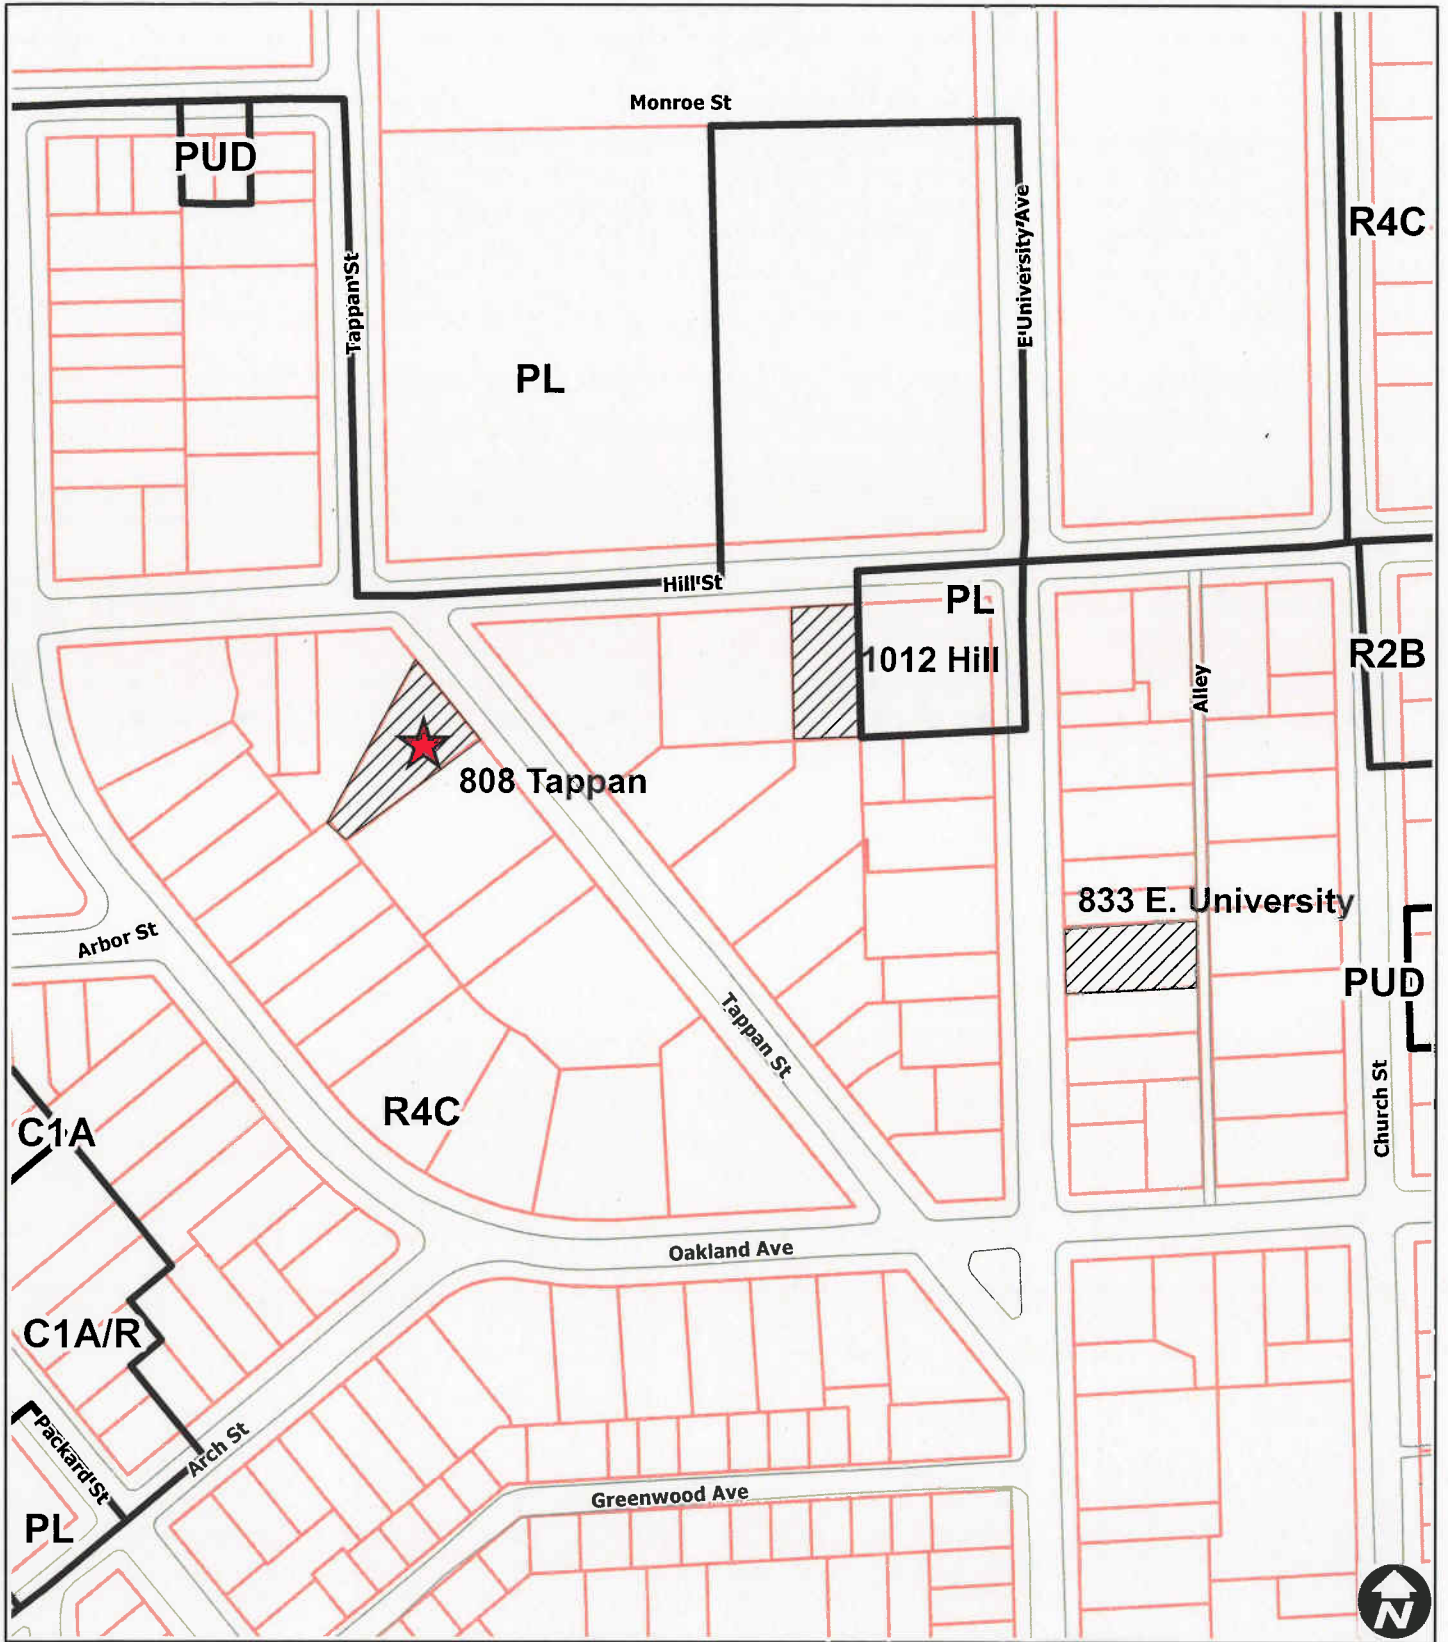 Monroe St
PUD
R4C
E University Ave
Tappan St
PL
Hill St
PL
1012 Hill
R2B
Alley
808 Tappan
833 E. University
Arbor St
PUD
Tappan St
R4C
Church St
C1A
Oakland Ave
C1A/R
Packard St
Arch St
Greenwood Ave
PL
N